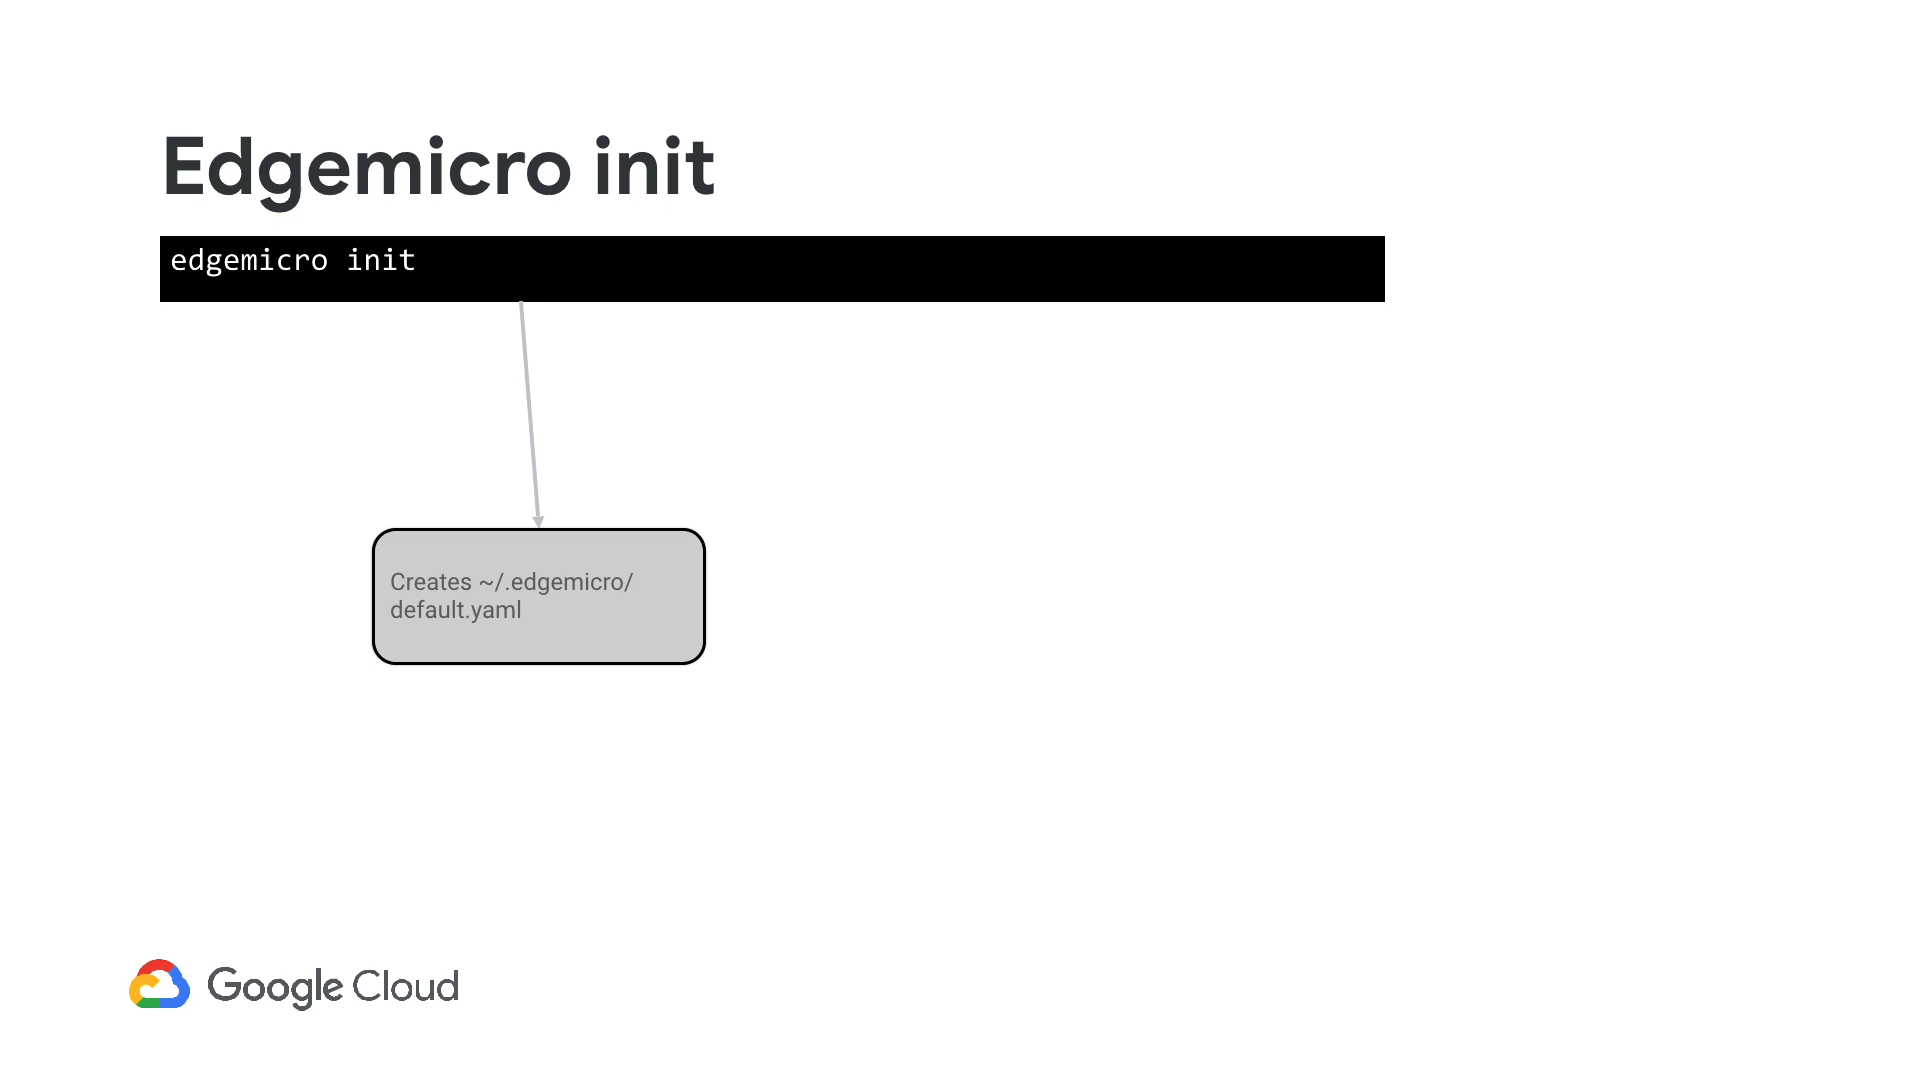 Edgemicro init
edgemicro init
Creates ~/.edgemicro/
default.yaml
Google Cloud